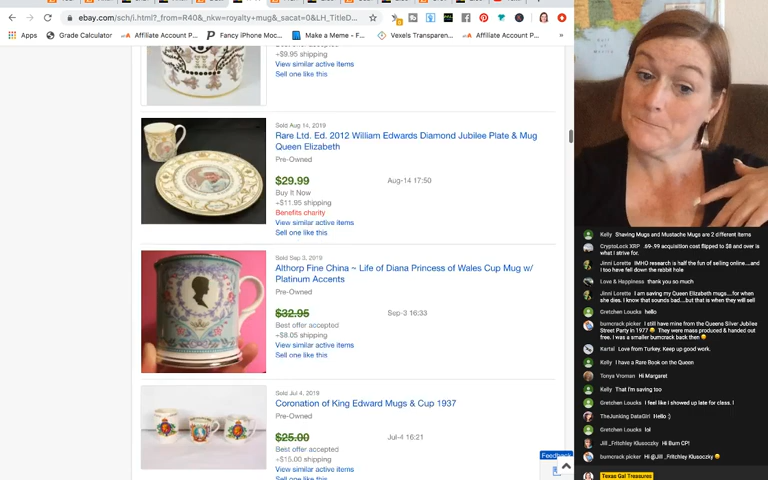 ebay.com/sch/i.html?_from=R40&_nkw=royalty+mug&_sacat=0&LH_TitleD...
Apps
Grade Calculator
Affiliate Account P...
Fancy iPhone Moc...
Make a Meme - F...
Vexels Transparen...
Affiliate Account P...
+$9.95 shipping
View similar active items
Sell one like this
Sold Aug 14, 2019
Rare Ltd. Ed. 2012 William Edwards Diamond Jubilee Plate & Mug
Queen Elizabeth
Pre-Owned
$29.99
Aug-14 17:50
Buy It Now
+$11.95 shipping
Benefits charity
View similar active items
Sell one like this
Sold Sep 3, 2019
Althorp Fine China ~ Life of Diana Princess of Wales Cup Mug w/
Platinum Accents
Pre-Owned
$32.95
Sep-3 16:33
Best offer accepted
+$8.05 shipping
View similar active items
Sell one like this
Sold Jul 4, 2019
Coronation of King Edward Mugs & Cup 1937
Pre-Owned
$25.00
Jul-4 16:21
Best offer accepted
+$15.00 shipping
View similar active items
Sell one like this
Feedback
Kelly Shaving Mugs and Mustache Mugs are 2 different items
CryptoLock XRP .69-.99 acquisition cost flipped to $8 and over is
what I strive for.
Jinni Lorette IMHO research is half the fun of selling online....and
I too have fell down the rabbit hole
Love & Happiness thank you so much
Jinni Lorette I am saving my Queen Elizabeth mugs....for when
she dies. I know that sounds bad....but that is when they will sell
Gretchen Loucks hello
bumcrack picker I still have mine from the Queens Silver Jubilee
Street Party in 1977 😂 They were mass produced & handed out
free. I was a smaller bumcrack back then 😂
Kartal Love from Turkey. Keep up good work.
Kelly I have a Rare Book on the Queen
Tonya Vroman Hi Margaret
Kelly That I'm saving too
Gretchen Loucks I feel like I showed up late for class. l
TheJunking DataGirl Hello :)
Gretchen Loucks lol
Jill _Fritchley Klusoczky Hi Bum CP!
bumcrack picker Hi @Jill _Fritchley Klusoczky 😀
Texas Gal Treasures